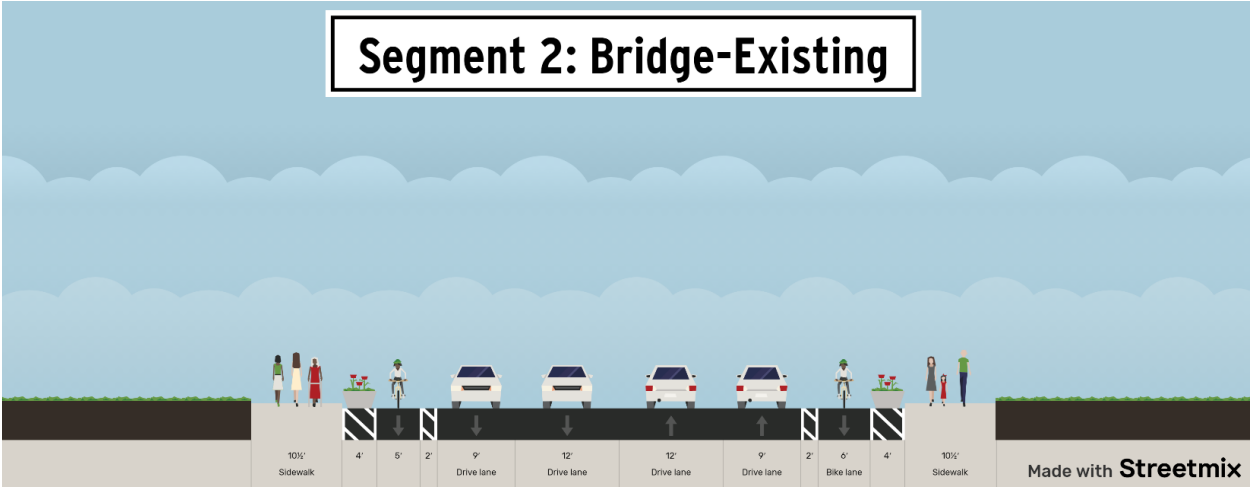 Segment 2: Bridge-Existing
10½' 4' 5' 2' 9' 12' 12' 9' 2' 6' 4' 10½'
Sidewalk Drive lane Drive lane Drive lane Drive lane Bike lane Sidewalk
Made with Streetmix